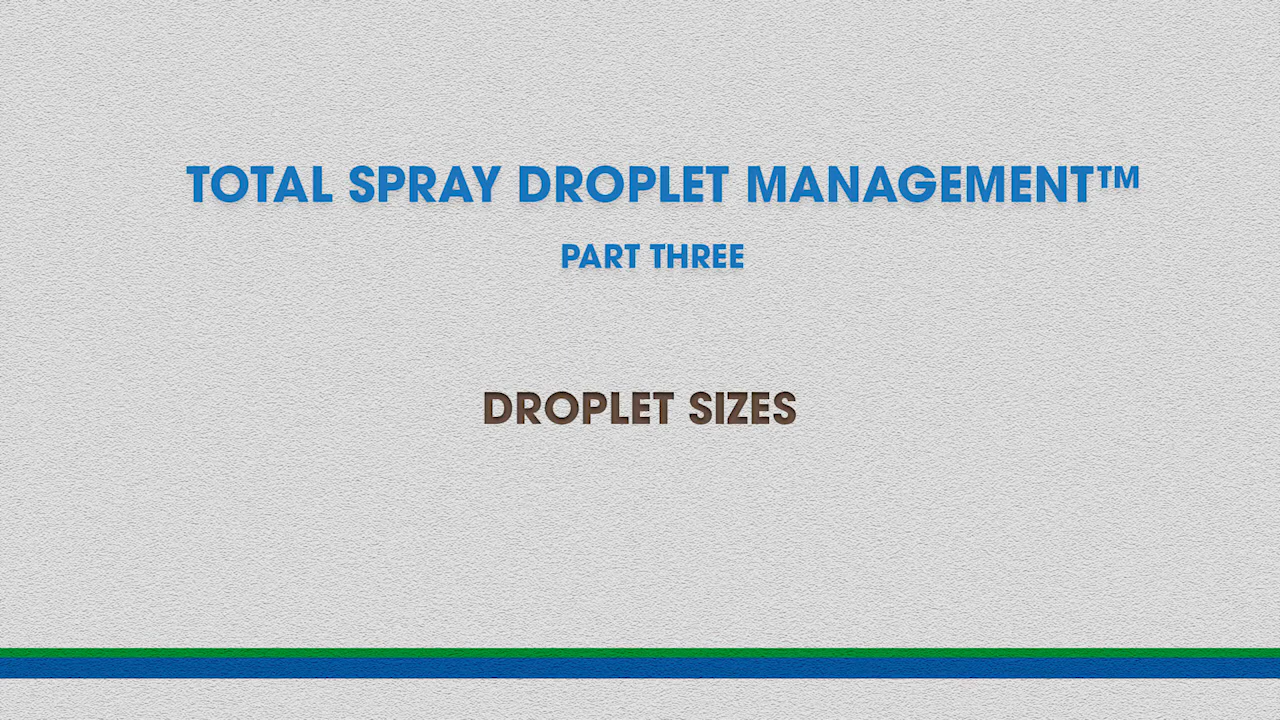 TOTAL SPRAY DROPLET MANAGEMENT™
PART THREE
DROPLET SIZES